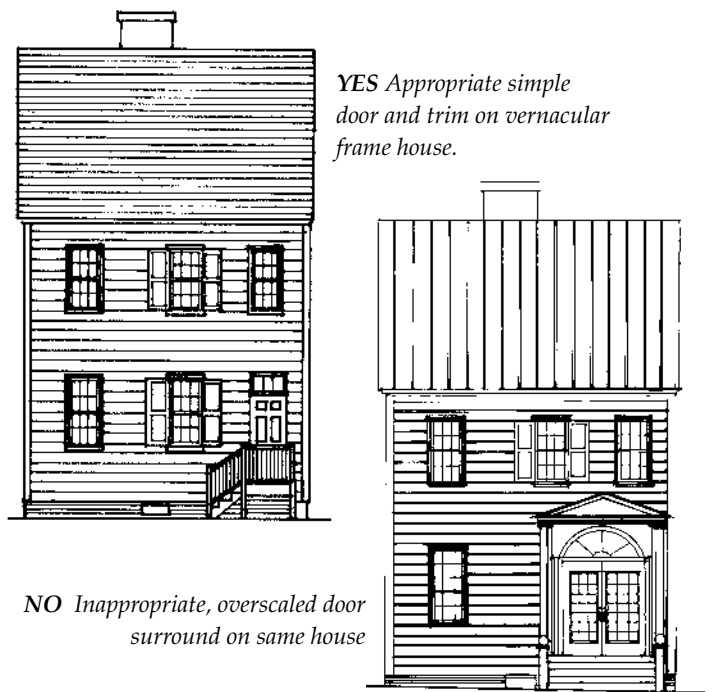 YES Appropriate simple
door and trim on vernacular
frame house.
NO Inappropriate, overscaled door
surround on same house